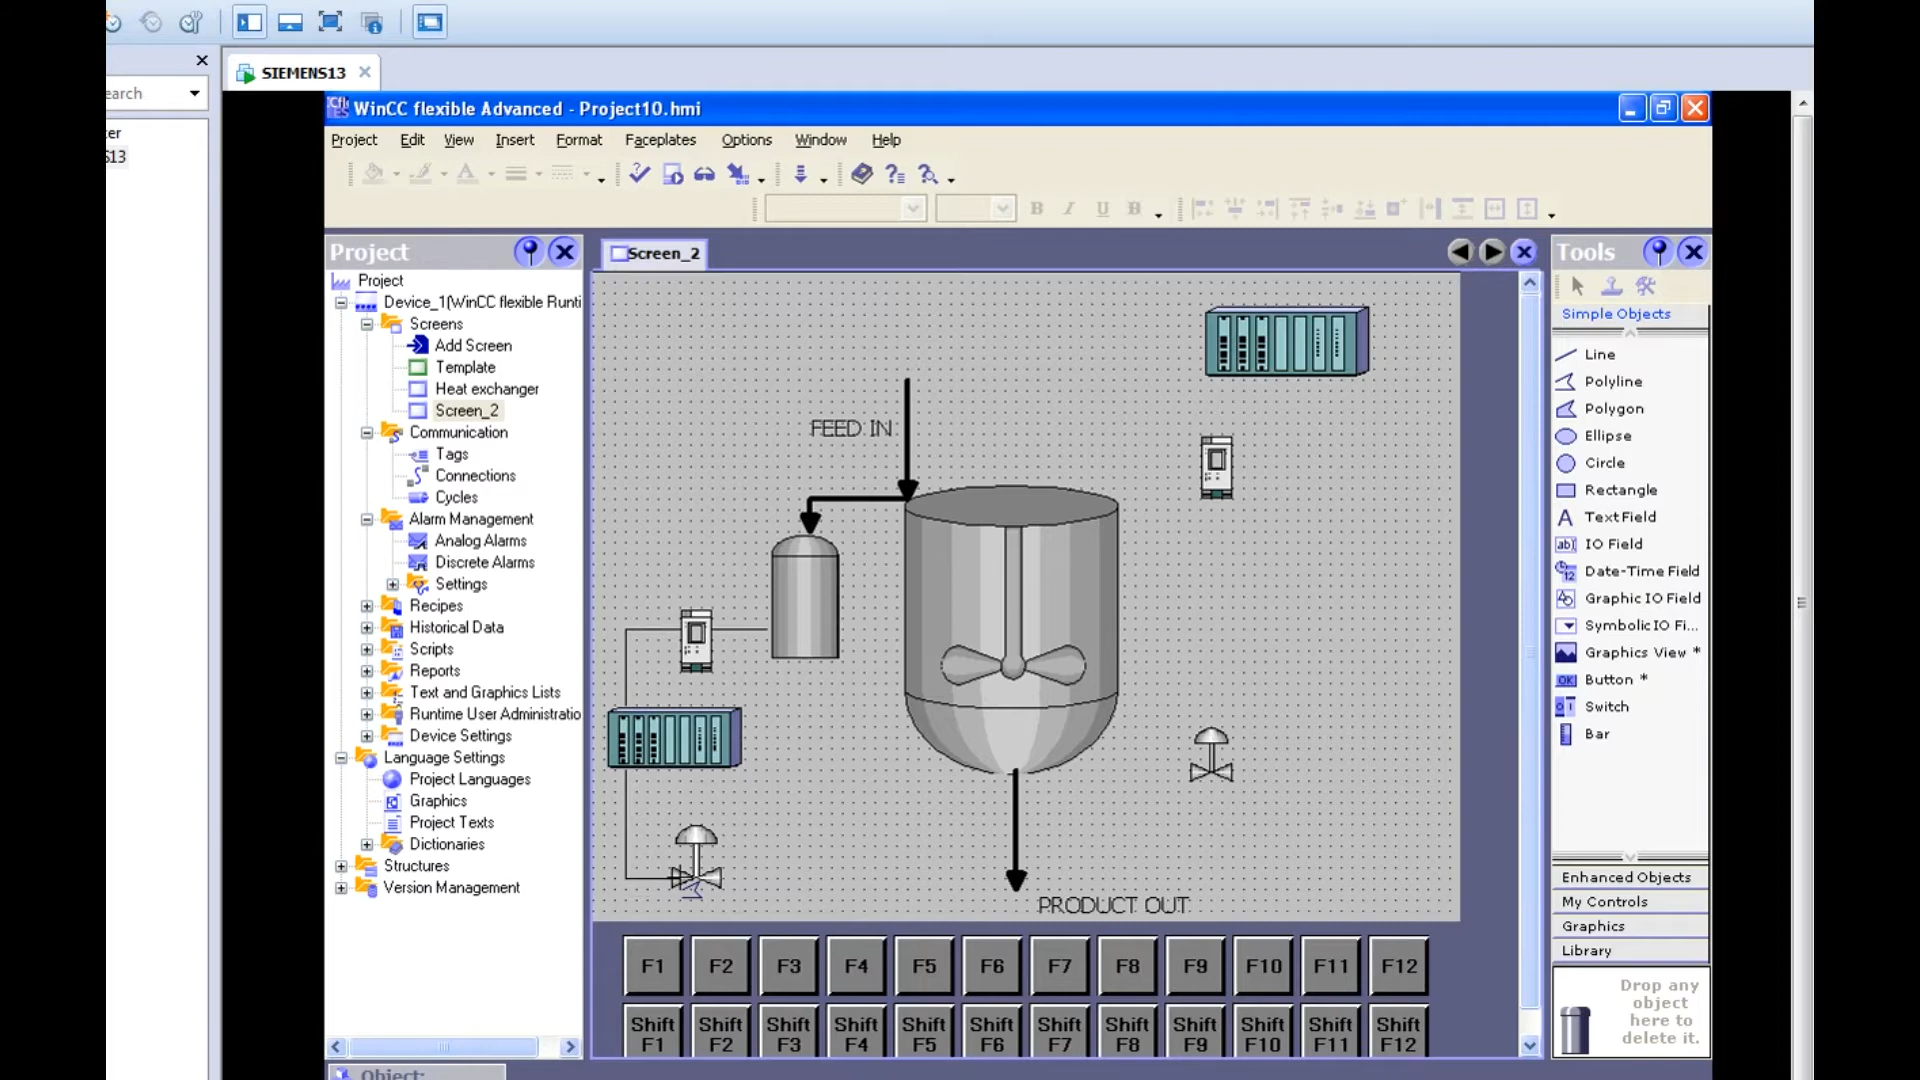 earch
ter
S13
SIEMENS13
WinCC flexible Advanced - Project10.hmi
Project Edit View Insert Format Faceplates Options Window Help
B I U B
Project
Project
Device_1(WinCC flexible Runti
Screens
Add Screen
Template
Heat exchanger
Screen_2
Communication
Tags
Connections
Cycles
Alarm Management
Analog Alarms
Discrete Alarms
Settings
Recipes
Historical Data
Scripts
Reports
Text and Graphics Lists
Runtime User Administratio
Device Settings
Language Settings
Project Languages
Graphics
Project Texts
Dictionaries
Structures
Version Management
Screen_2
FEED IN
PRODUCT OUT
F1 F2 F3 F4 F5 F6 F7 F8 F9 F10 F11 F12
Shift Shift Shift Shift Shift Shift Shift Shift Shift Shift Shift Shift
F1 F2 F3 F4 F5 F6 F7 F8 F9 F10 F11 F12
Object:
Tools
Simple Objects
Line
Polyline
Polygon
Ellipse
Circle
Rectangle
Text Field
IO Field
Date-Time Field
Graphic IO Field
Symbolic IO Fi...
Graphics View *
Button *
Switch
Bar
Enhanced Objects
My Controls
Graphics
Library
Drop any
object
here to
delete it.